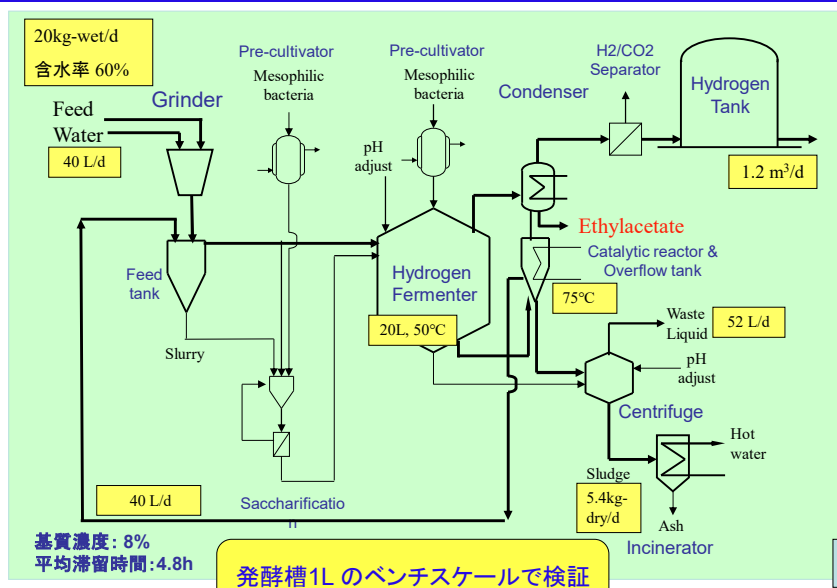 20kg-wet/d
含水率 60%
Pre-cultivator
Mesophilic
bacteria
Pre-cultivator
Mesophilic
bacteria
H2/CO2
Separator
Hydrogen
Tank
Condenser
Grinder
Feed
Water
40 L/d
pH
adjust
1.2 m³/d
Ethylacetate
Catalytic reactor &
Overflow tank
75℃
Feed
tank
Hydrogen
Fermenter
20L, 50℃
Waste
Liquid
52 L/d
pH
adjust
Slurry
Centrifuge
Hot
water
Sludge
5.4kg-
dry/d
Ash
Incinerator
40 L/d
Saccharificatio
n
基質濃度: 8%
平均滞留時間:4.8h
発酵槽1L のベンチスケールで検証